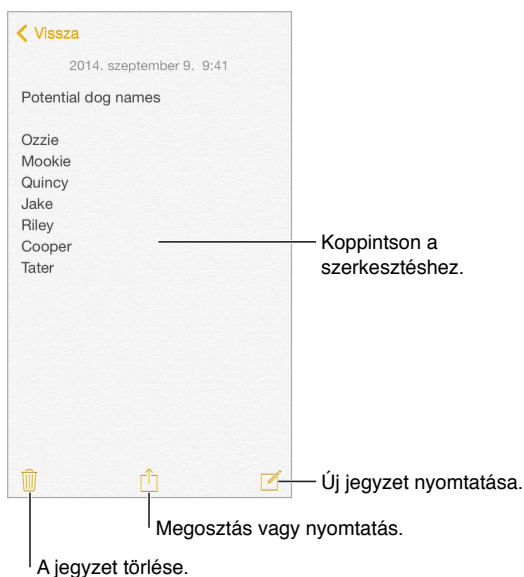 Vissza
2014. szeptember 9. 9:41
Potential dog names
Ozzie
Mookie
Quincy
Jake
Riley
Cooper
Tater
Koppintson a
szerkesztéshez.
Új jegyzet nyomtatása.
Megosztás vagy nyomtatás.
A jegyzet törlése.